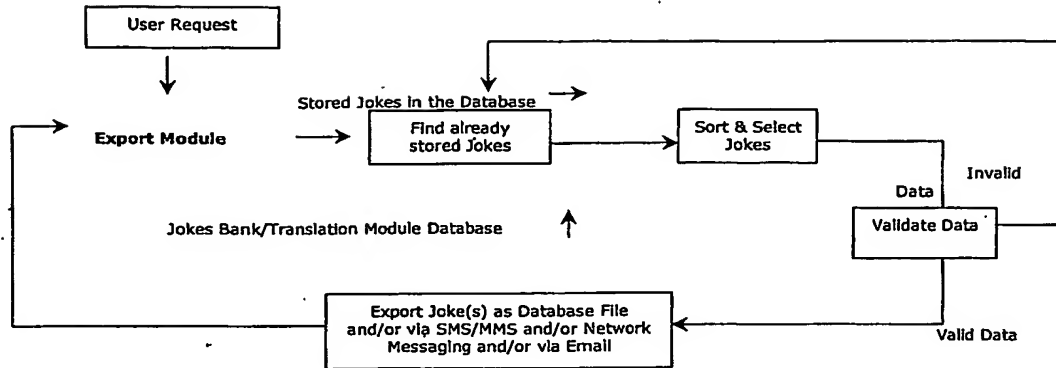 User Request
Stored Jokes in the Database
Export Module
Find already
stored Jokes
Sort & Select
Jokes
Invalid
Data
Validate Data
Jokes Bank/Translation Module Database
Export Joke(s) as Database File
and/or via SMS/MMS and/or Network
Messaging and/or via Email
Valid Data